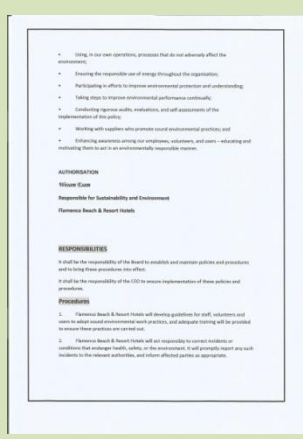 • Using, in our own operations, processes that do not adversely affect the
environment;
• Ensuring the responsible use of energy throughout the organisation;
• Participating in efforts to improve environmental protection and understanding;
• Taking steps to improve environmental performance continually;
• Conducting rigorous audits, evaluations, and self-assessments of the
implementation of this policy;
• Working with suppliers who promote sound environmental practices; and
• Enhancing awareness among our employees, volunteers, and users – educating and
motivating them to act in an environmentally responsible manner.
AUTHORISATION
Responsible for Sustainability and Environment
Flamenco Beach & Resort Hotels
RESPONSIBILITIES
It shall be the responsibility of the Board to establish and maintain policies and procedures
and to bring these procedures into effect.
It shall be the responsibility of the CEO to ensure implementation of these policies and
procedures.
Procedures
1. Flamenco Beach & Resort Hotels will develop guidelines for staff, volunteers and
users to adopt sound environmental work practices, and adequate training will be provided
to ensure these practices are carried out.
2. Flamenco Beach & Resort Hotels will act responsibly to correct incidents or
conditions that endanger health, safety, or the environment. It will promptly report any such
incidents to the relevant authorities, and inform affected parties as appropriate.